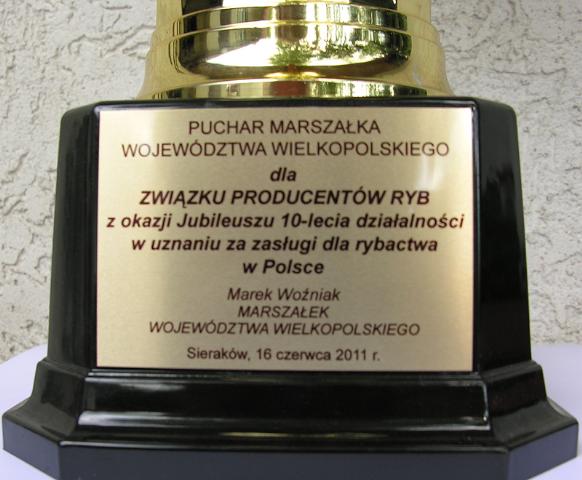 PUCHAR MARSZAŁKA
WOJEWÓDZTWA WIELKOPOLSKIEGO
dla
ZWIĄZKU PRODUCENTÓW RYB
z okazji Jubileuszu 10-lecia działalności
w uznaniu za zasługi dla rybactwa
w Polsce
Marek Woźniak
MARSZAŁEK
WOJEWÓDZTWA WIELKOPOLSKIEGO
Sieraków, 16 czerwca 2011 r.